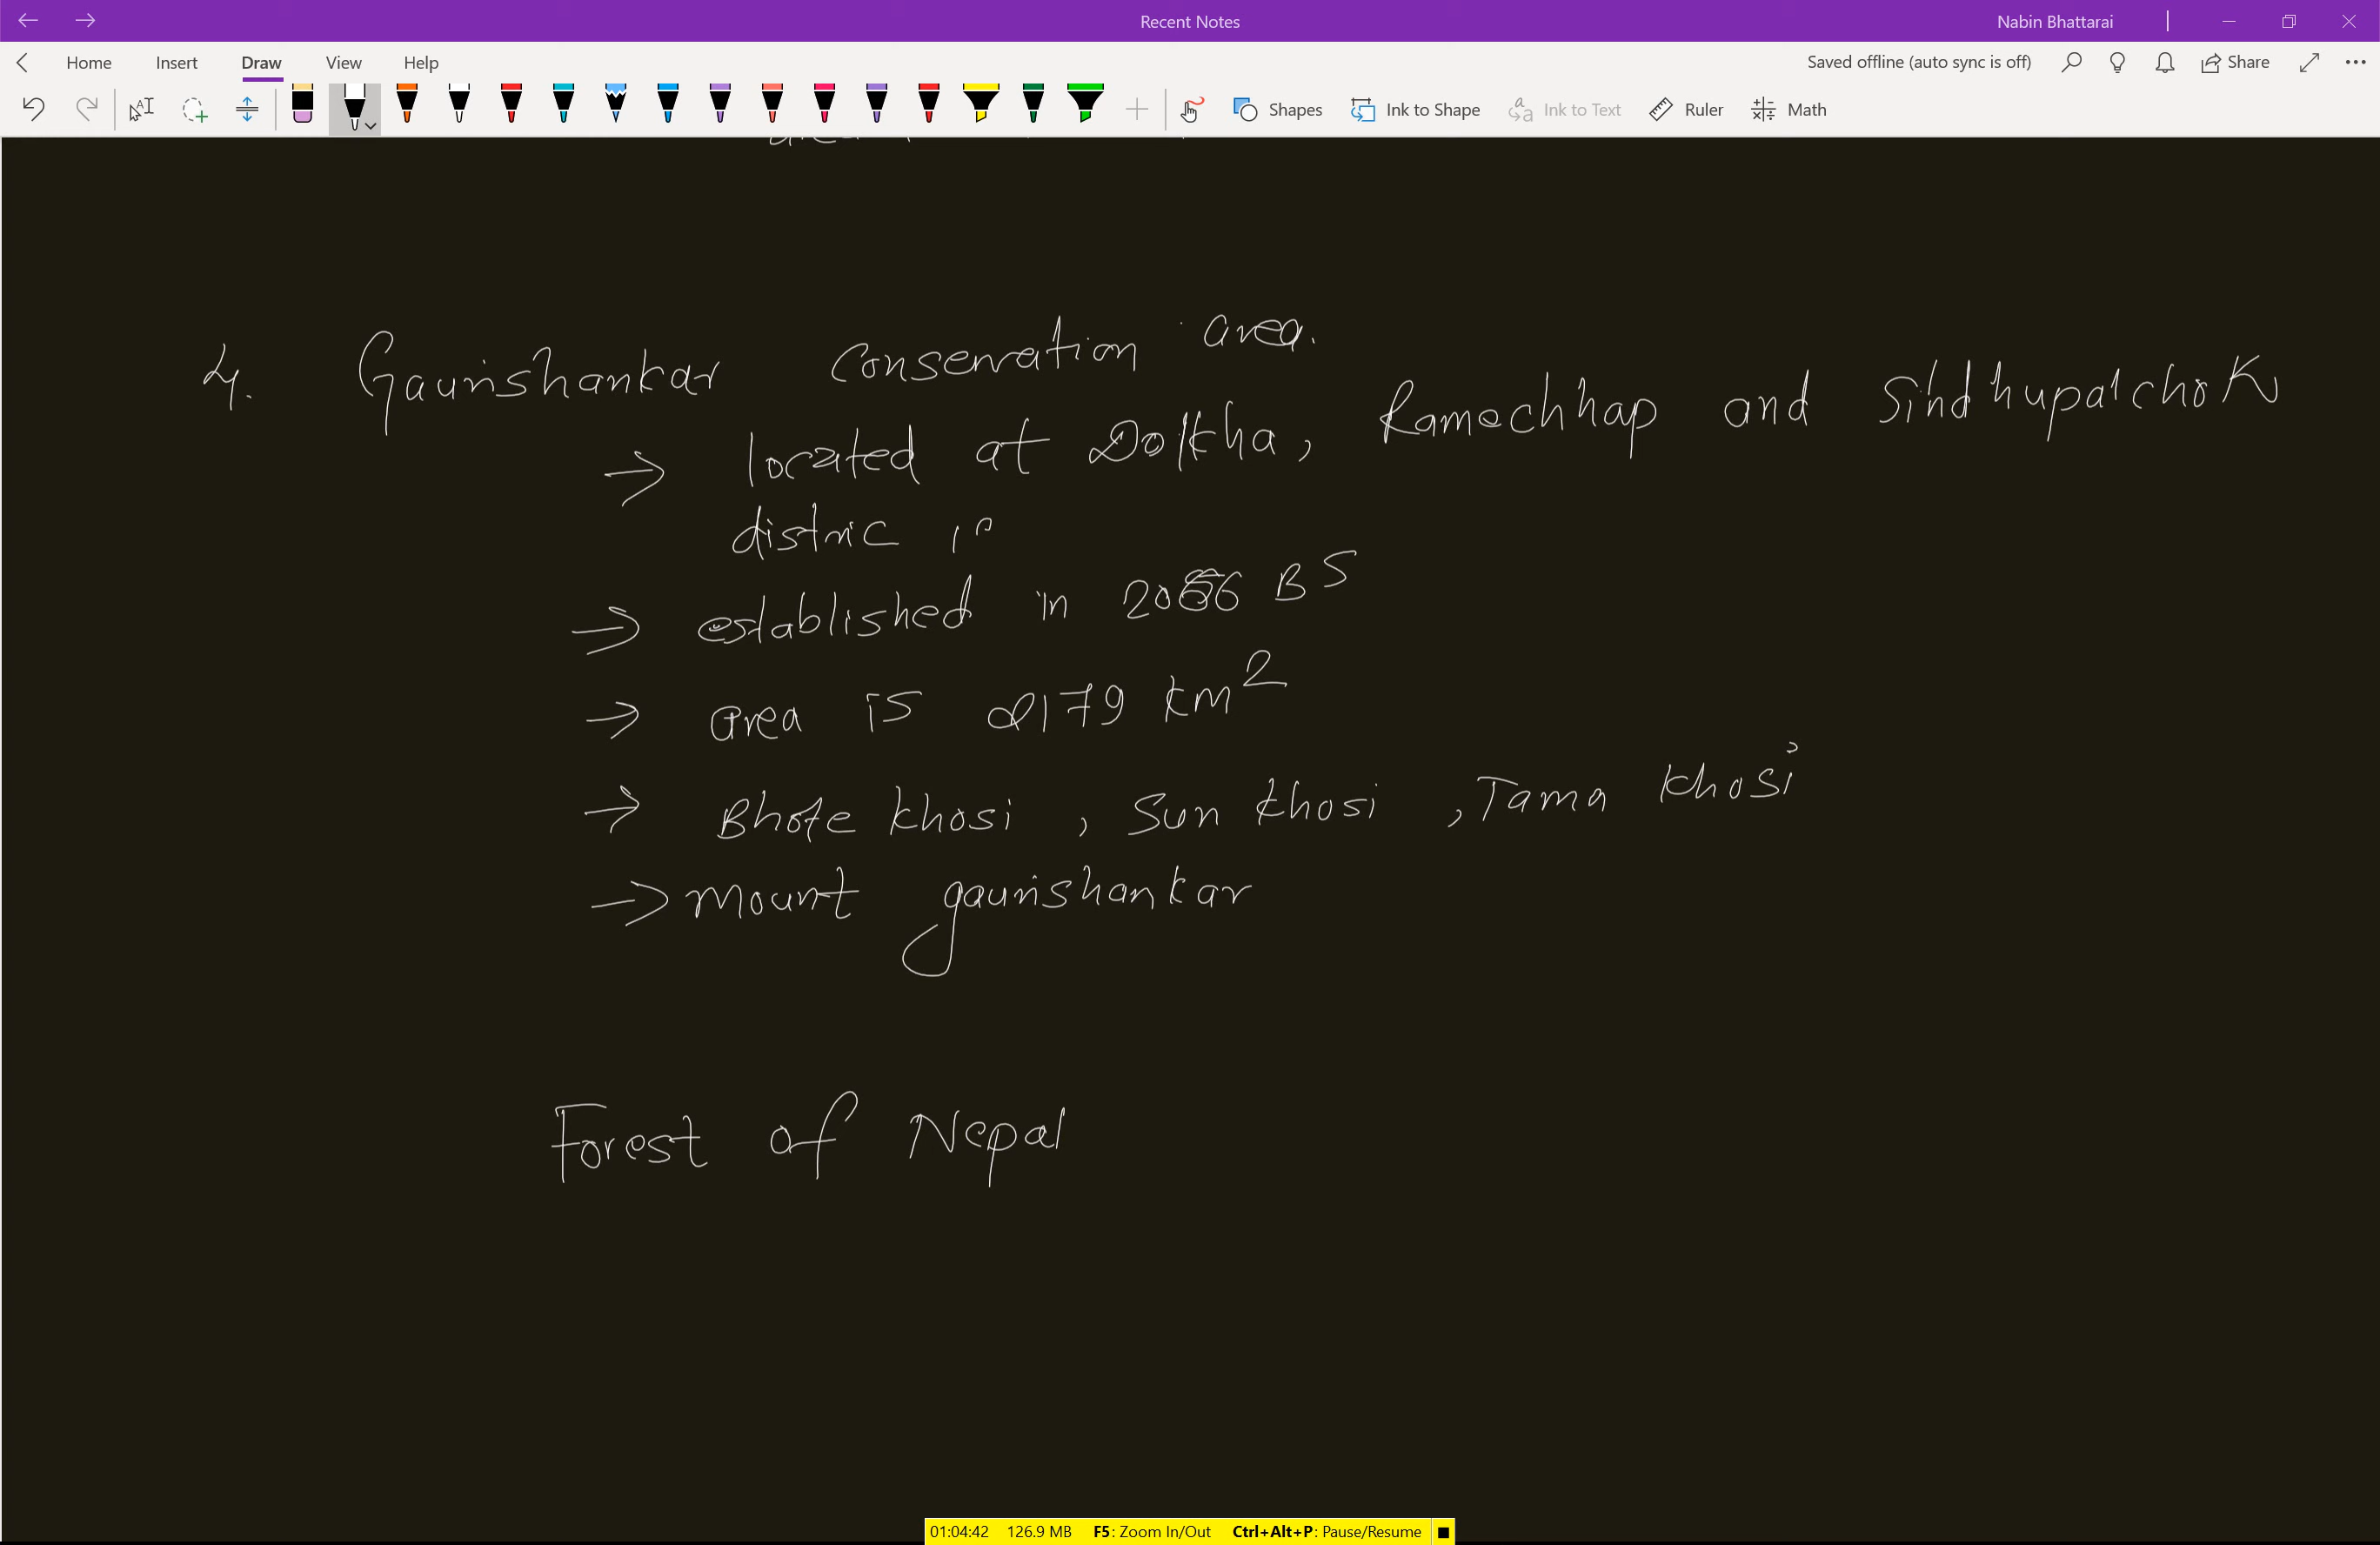 Recent Notes
Nabin Bhattarai
Home Insert Draw View Help
Saved offline (auto sync is off)
Share
Shapes
Ink to Shape
Ink to Text
Ruler
Math
4. Gaurishankar Conservation area.
→ located at Dolkha, Ramechhap and Sindhupalchok
distric
→ established in 2066 BS
→ area is 2179 km²
→ Bhote khosi, Sun khosi, Tama khosi
→ mount gaurishankar
Forest of Nepal
01:04:42 126.9 MB F5: Zoom In/Out Ctrl+Alt+P: Pause/Resume